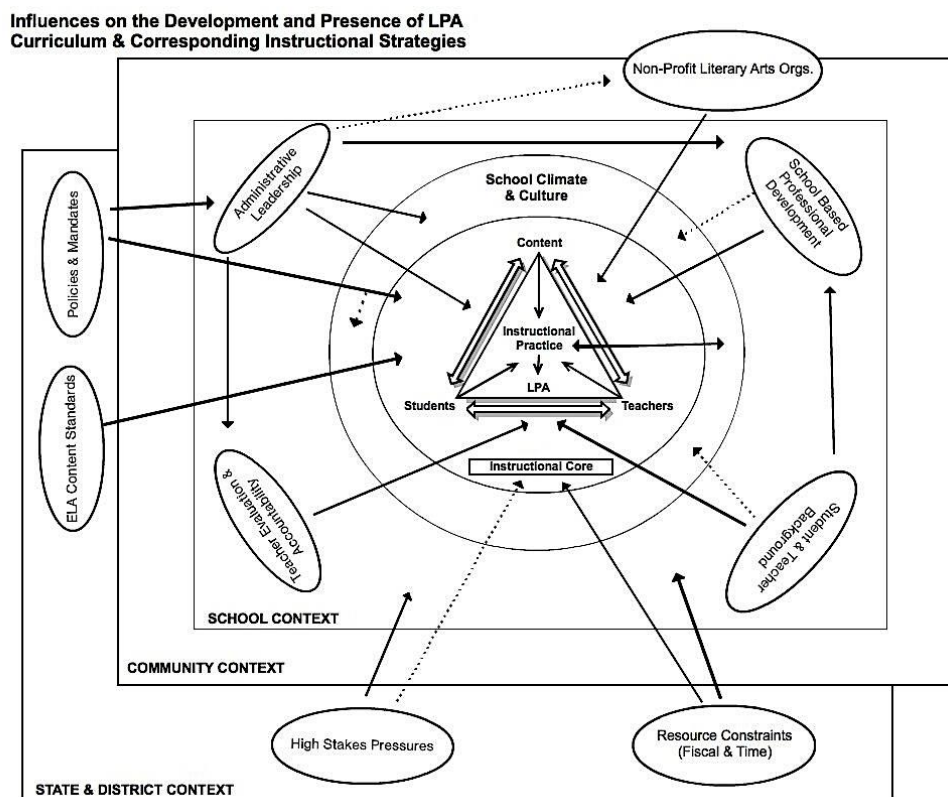 Influences on the Development and Presence of LPA
Curriculum & Corresponding Instructional Strategies
Non-Profit Literary Arts Orgs.
Administrative
Leadership
School Based
Professional
Development
School Climate
& Culture
Policies & Mandates
Content
Instructional
Practice
LPA
Students
Teachers
ELA Content Standards
Instructional Core
Teacher Evaluation &
Accountability
Student & Teacher
Background
SCHOOL CONTEXT
COMMUNITY CONTEXT
High Stakes Pressures
Resource Constraints
(Fiscal & Time)
STATE & DISTRICT CONTEXT